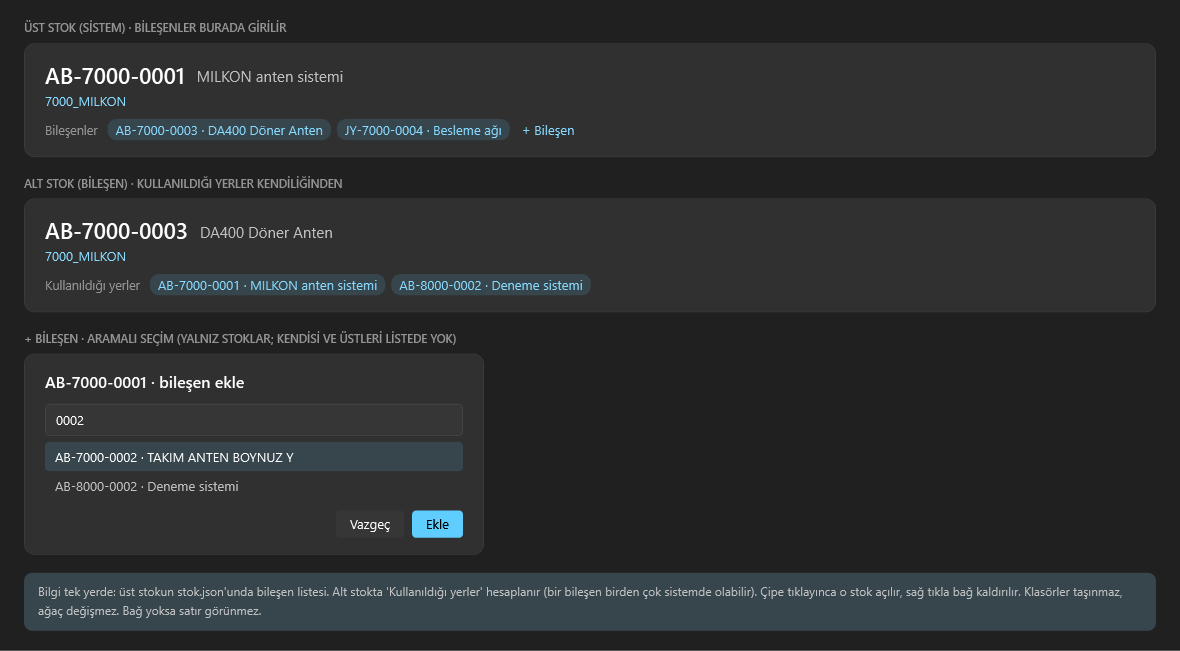 ÜST STOK (SİSTEM) · BİLEŞENLER BURADA GİRİLİR
AB-7000-0001 MILKON anten sistemi
7000_MILKON
Bileşenler AB-7000-0003 · DA400 Döner Anten JY-7000-0004 · Besleme ağı + Bileşen
ALT STOK (BİLEŞEN) · KULLANILDIĞI YERLER KENDİLİĞİNDEN
AB-7000-0003 DA400 Döner Anten
7000_MILKON
Kullanıldığı yerler AB-7000-0001 · MILKON anten sistemi AB-8000-0002 · Deneme sistemi
+ BİLEŞEN · ARAMALI SEÇİM (YALNIZ STOKLAR; KENDİSİ VE ÜSTLERİ LİSTEDE YOK)
AB-7000-0001 · bileşen ekle
0002
AB-7000-0002 · TAKIM ANTEN BOYNUZ Y
AB-8000-0002 · Deneme sistemi
Vazgeç Ekle
Bilgi tek yerde: üst stokun stok.json'unda bileşen listesi. Alt stokta 'Kullanıldığı yerler' hesaplanır (bir bileşen birden çok sistemde olabilir). Çipe tıklayınca o stok açılır, sağ tıkla bağ kaldırılır. Klasörler taşınmaz,
ağaç değişmez. Bağ yoksa satır görünmez.